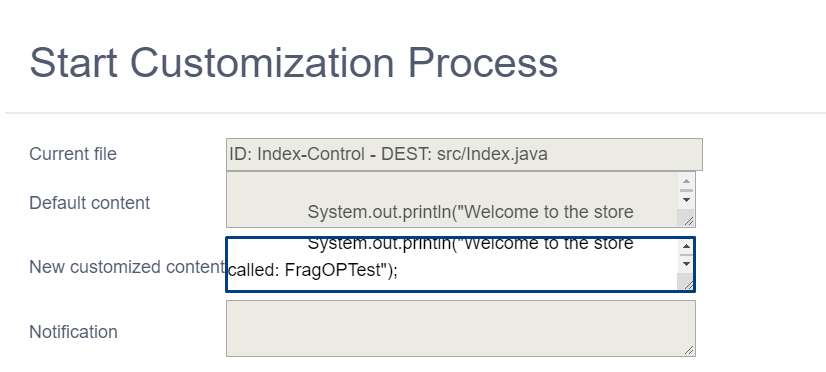 Start Customization Process
Current file
ID: Index-Control - DEST: src/Index.java
Default content
System.out.println("Welcome to the store
New customized content
System.out.println("Welcome to the store
called: FragOPTest");
Notification